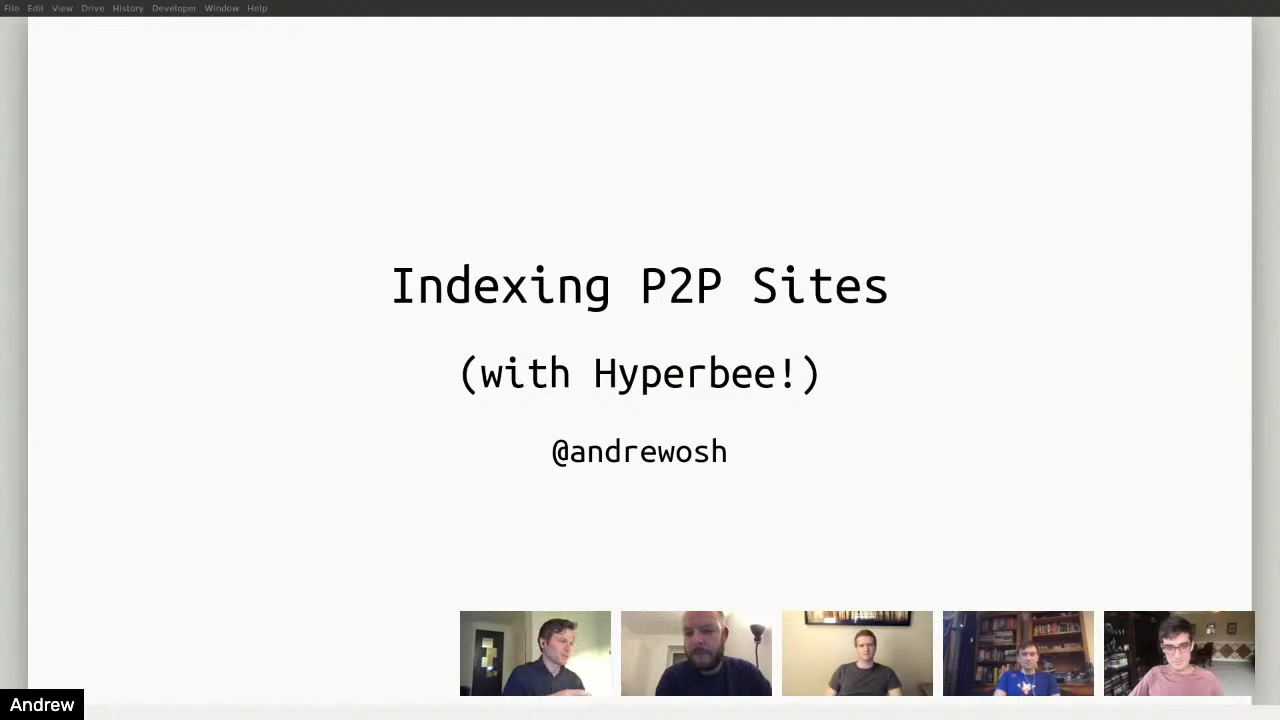 File Edit View Drive History Developer Window Help
Indexing P2P Sites
(with Hyperbee!)
@andrewosh
Andrew